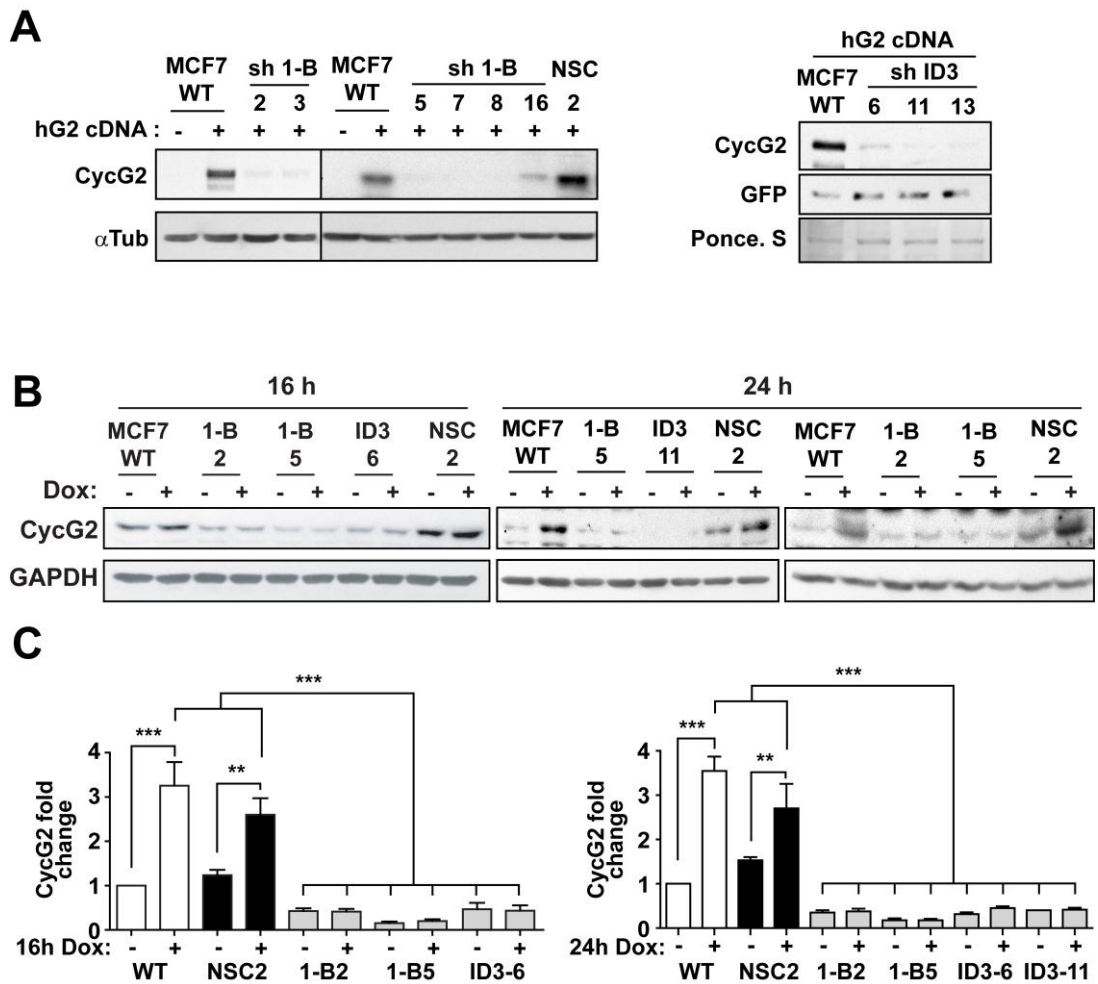 A
MCF7 WT sh 1-B MCF7 WT sh 1-B NSC
2 3 5 7 8 16 2
hG2 cDNA : - + + + - + + + + + +
CycG2
αTub
hG2 cDNA
MCF7 WT sh ID3
6 11 13
CycG2
GFP
Ponce. S
B
16 h 24 h
MCF7 1-B 1-B ID3 NSC MCF7 1-B ID3 NSC MCF7 1-B 1-B NSC
WT 2 5 6 2 WT 5 11 2 WT 2 5 2
Dox: - + - + - + - + - + - + - + - + - + - + - + - + - +
CycG2
GAPDH
C
***
***
**
CycG2 fold
change
4
3
2
1
0
16h Dox: - + - + - + - + - +
WT NSC2 1-B2 1-B5 ID3-6
***
***
**
CycG2 fold
change
4
3
2
1
0
24h Dox: - + - + - + - + - + - +
WT NSC2 1-B2 1-B5 ID3-6 ID3-11